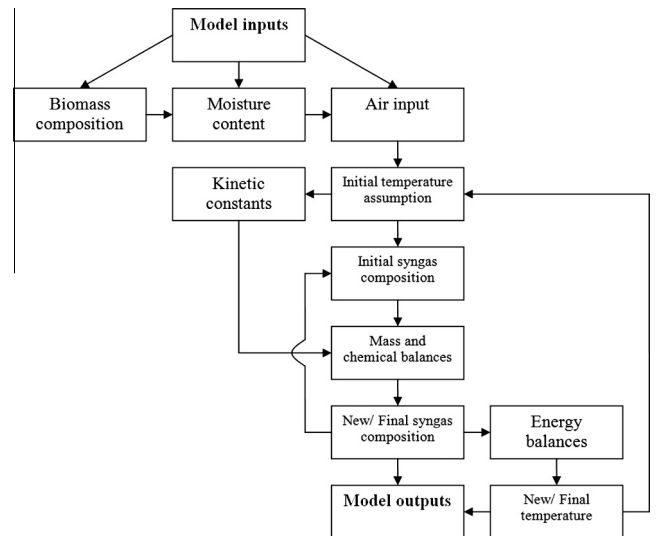 Model inputs
Biomass
composition
Moisture
content
Air input
Kinetic
constants
Initial temperature
assumption
Initial syngas
composition
Mass and
chemical balances
New/ Final syngas
composition
Energy
balances
Model outputs
New/ Final
temperature